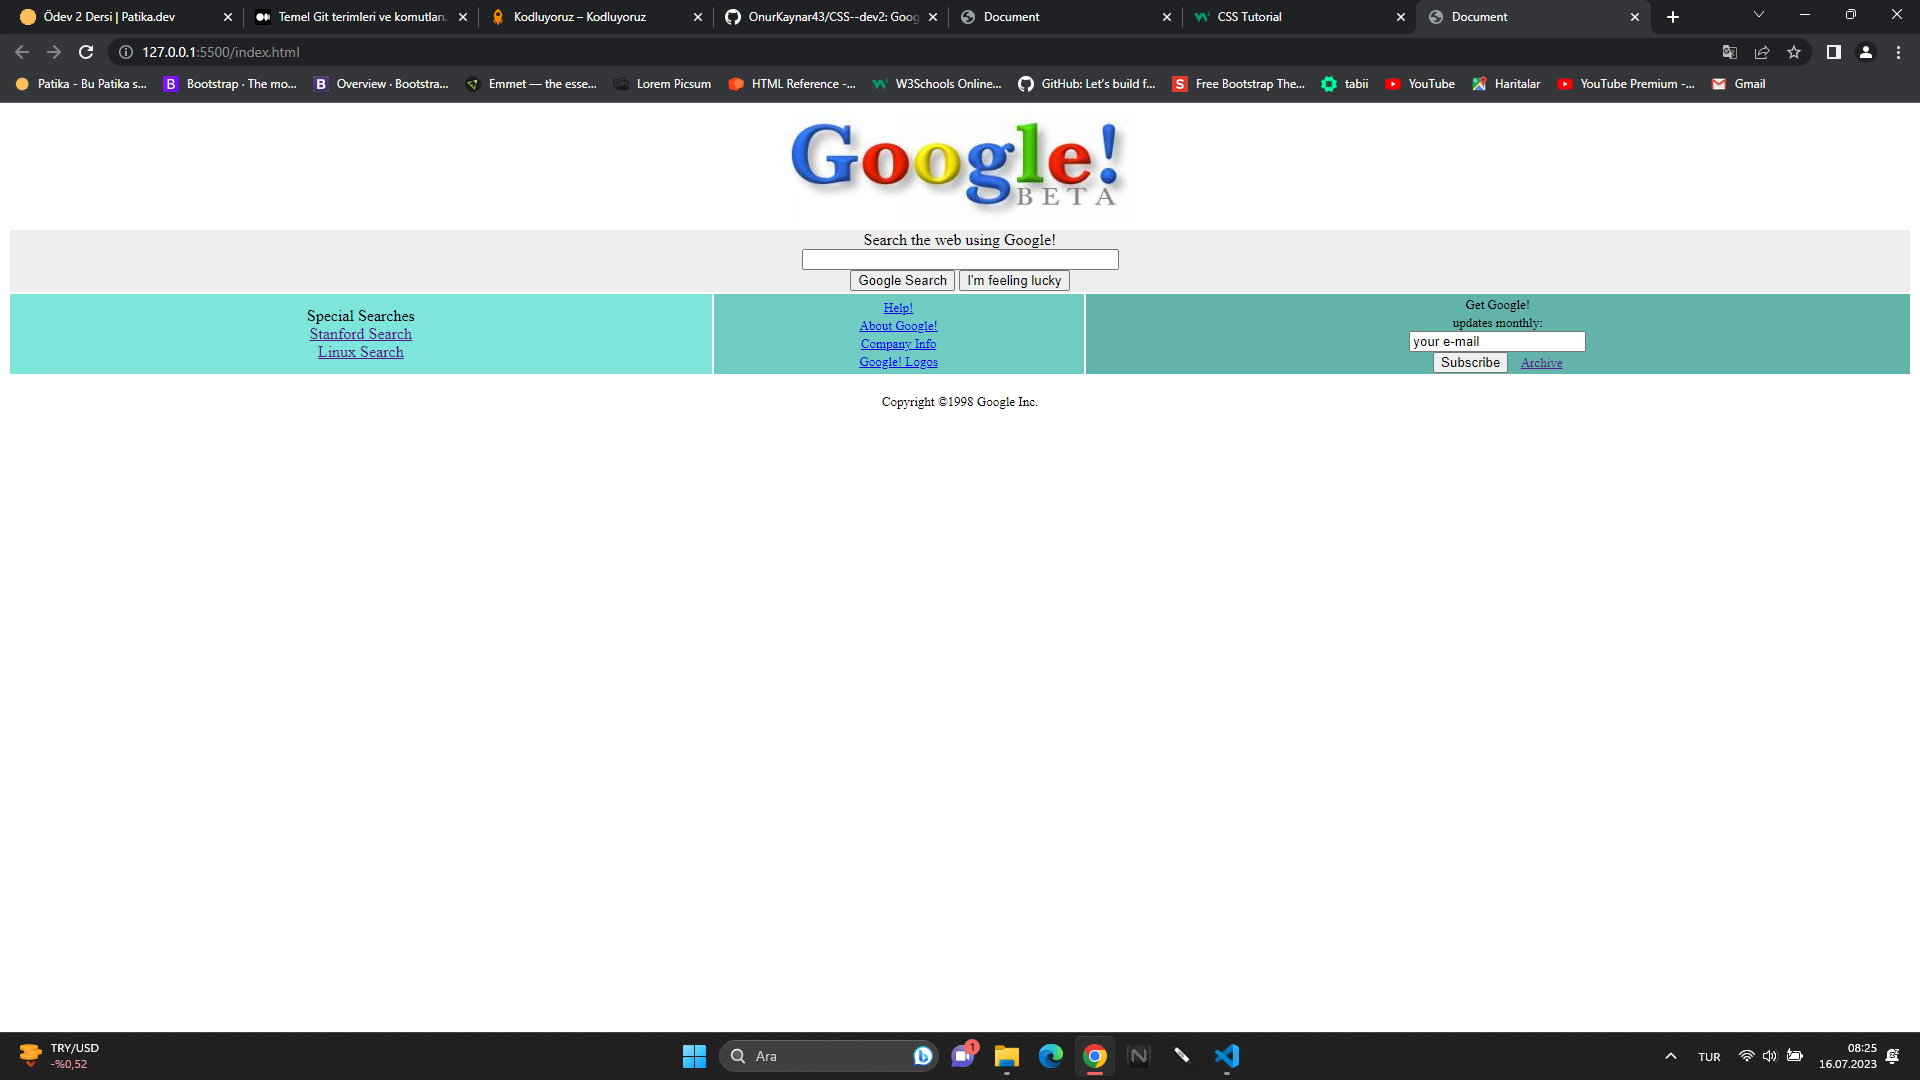 Ödev 2 Dersi | Patika.dev
Temel Git terimleri ve komutları.
Kodluyoruz – Kodluyoruz
OnurKaynar43/CSS--dev2: Goog
Document
CSS Tutorial
Document
127.0.0.1:5500/index.html
Patika - Bu Patika s...
Bootstrap · The mo...
Overview · Bootstra...
Emmet — the esse...
Lorem Picsum
HTML Reference -...
W3Schools Online...
GitHub: Let's build f...
Free Bootstrap The...
tabii
YouTube
Haritalar
YouTube Premium -...
Gmail
Google!
BETA
Search the web using Google!
Google Search I'm feeling lucky
Special Searches
Stanford Search
Linux Search
Help!
About Google!
Company Info
Google! Logos
Get Google!
updates monthly:
your e-mail
Subscribe Archive
Copyright ©1998 Google Inc.
TRY/USD
-%0,52
Ara
1
TUR
08:25
16.07.2023